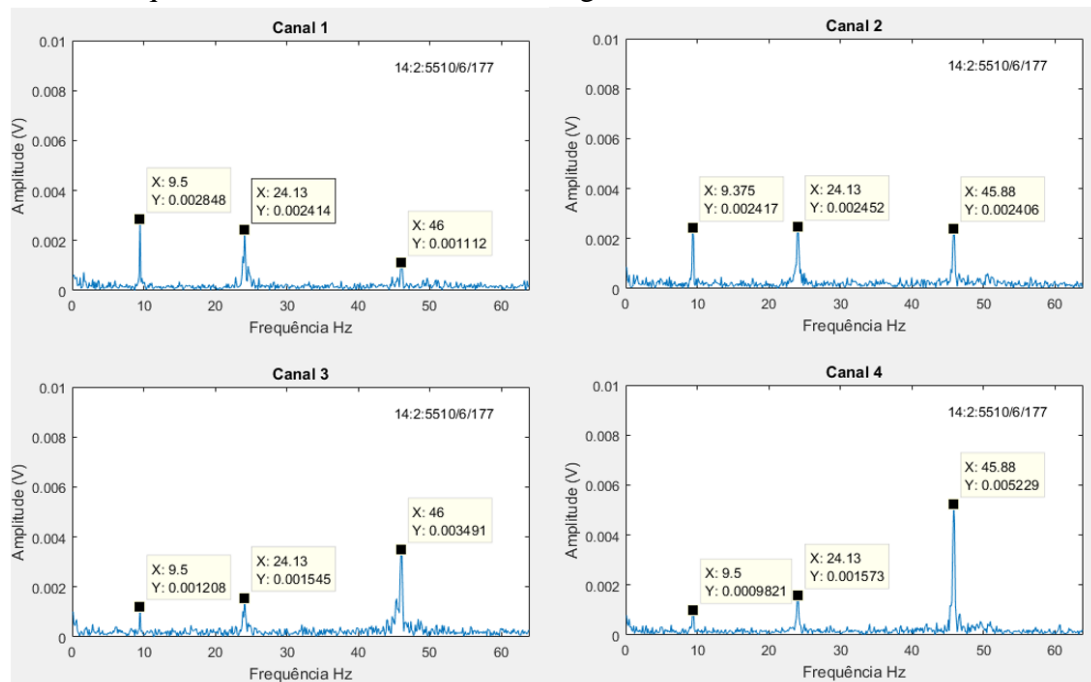 Canal 1
0.01
0.008
0.006
0.004
0.002
0
Amplitude (V)
14:2:5510/6/177
X: 9.5
Y: 0.002848
X: 24.13
Y: 0.002414
X: 46
Y: 0.001112
0 10 20 30 40 50 60
Frequência Hz
Canal 2
0.01
0.008
0.006
0.004
0.002
0
Amplitude (V)
14:2:5510/6/177
X: 9.375
Y: 0.002417
X: 24.13
Y: 0.002452
X: 45.88
Y: 0.002406
0 10 20 30 40 50 60
Frequência Hz
Canal 3
0.01
0.008
0.006
0.004
0.002
0
Amplitude (V)
14:2:5510/6/177
X: 9.5
Y: 0.001208
X: 24.13
Y: 0.001545
X: 46
Y: 0.003491
0 10 20 30 40 50 60
Frequência Hz
Canal 4
0.01
0.008
0.006
0.004
0.002
0
Amplitude (V)
14:2:5510/6/177
X: 9.5
Y: 0.0009821
X: 24.13
Y: 0.001573
X: 45.88
Y: 0.005229
0 10 20 30 40 50 60
Frequência Hz